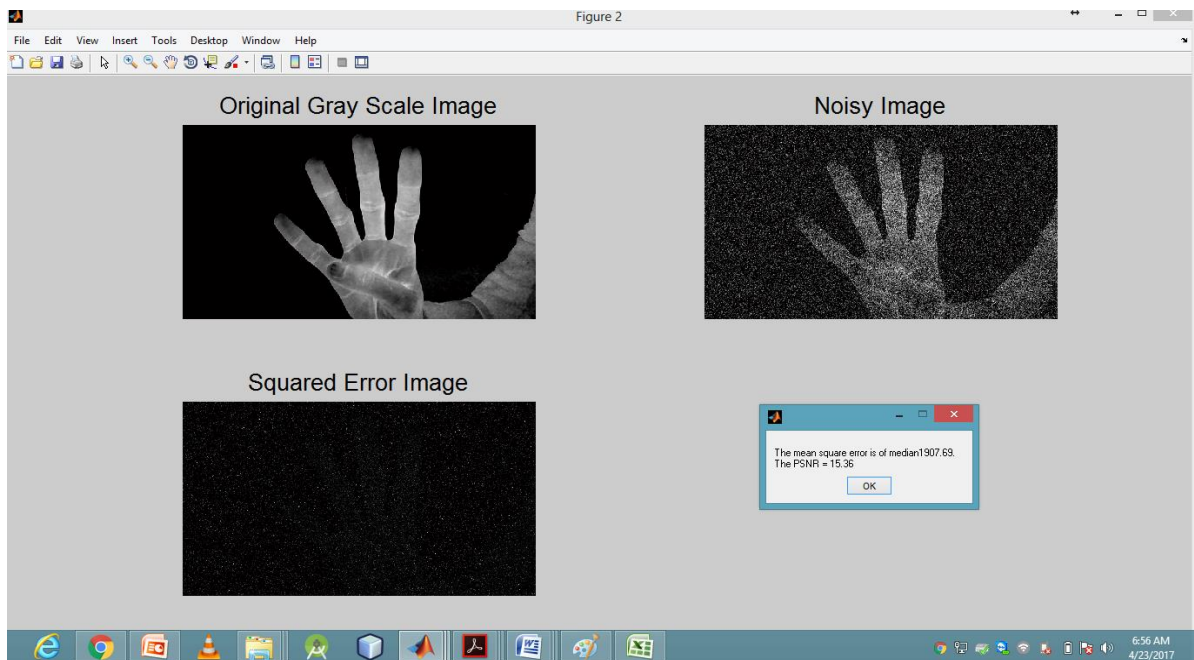 Figure 2
File Edit View Insert Tools Desktop Window Help
Original Gray Scale Image
Noisy Image
Squared Error Image
The mean square error is of median1907.69.
The PSNR = 15.36
OK
6:56 AM
4/23/2017